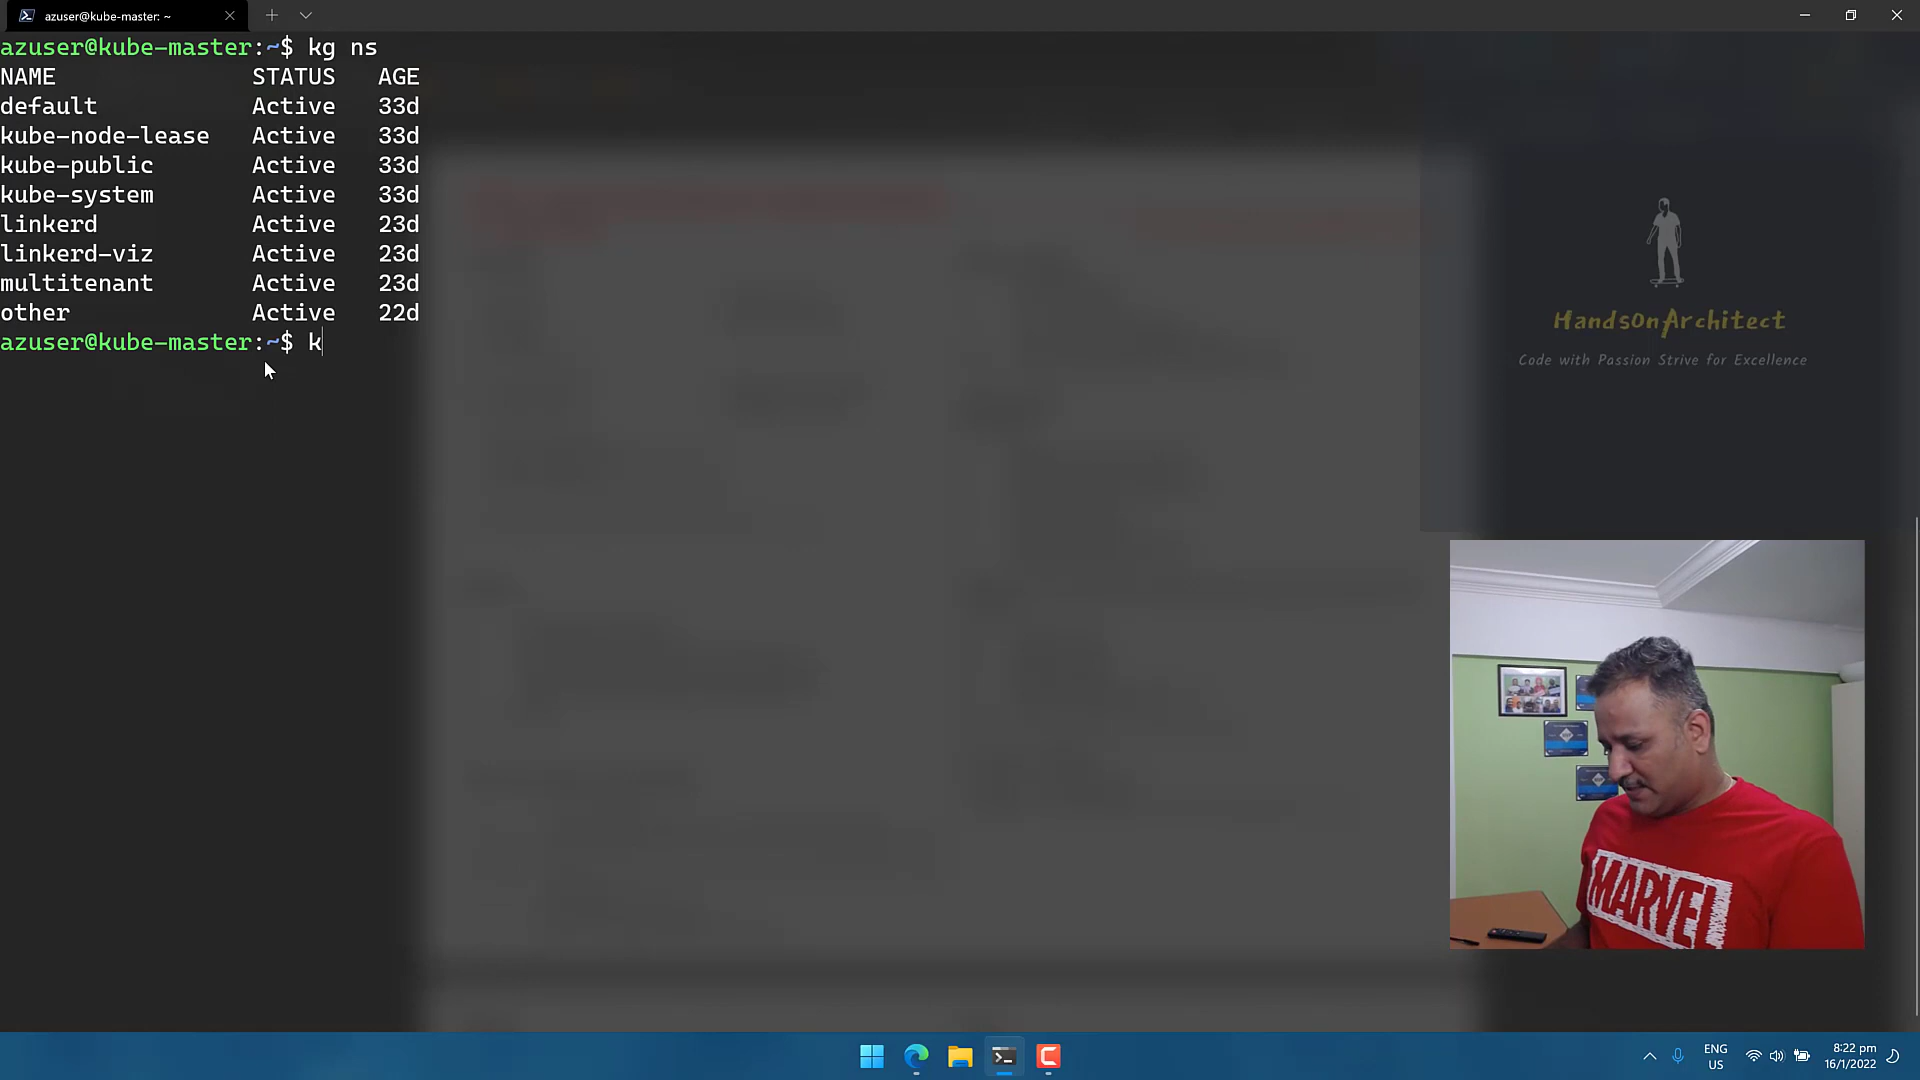 azuser@kube-master: ~
azuser@kube-master:~$ kg ns
NAME STATUS AGE
default Active 33d
kube-node-lease Active 33d
kube-public Active 33d
kube-system Active 33d
linkerd Active 23d
linkerd-viz Active 23d
multitenant Active 23d
other Active 22d
azuser@kube-master:~$ k
HandsOnArchitect
Code with Passion Strive for Excellence
MARVEL
ENG
US
8:22 pm
16/1/2022